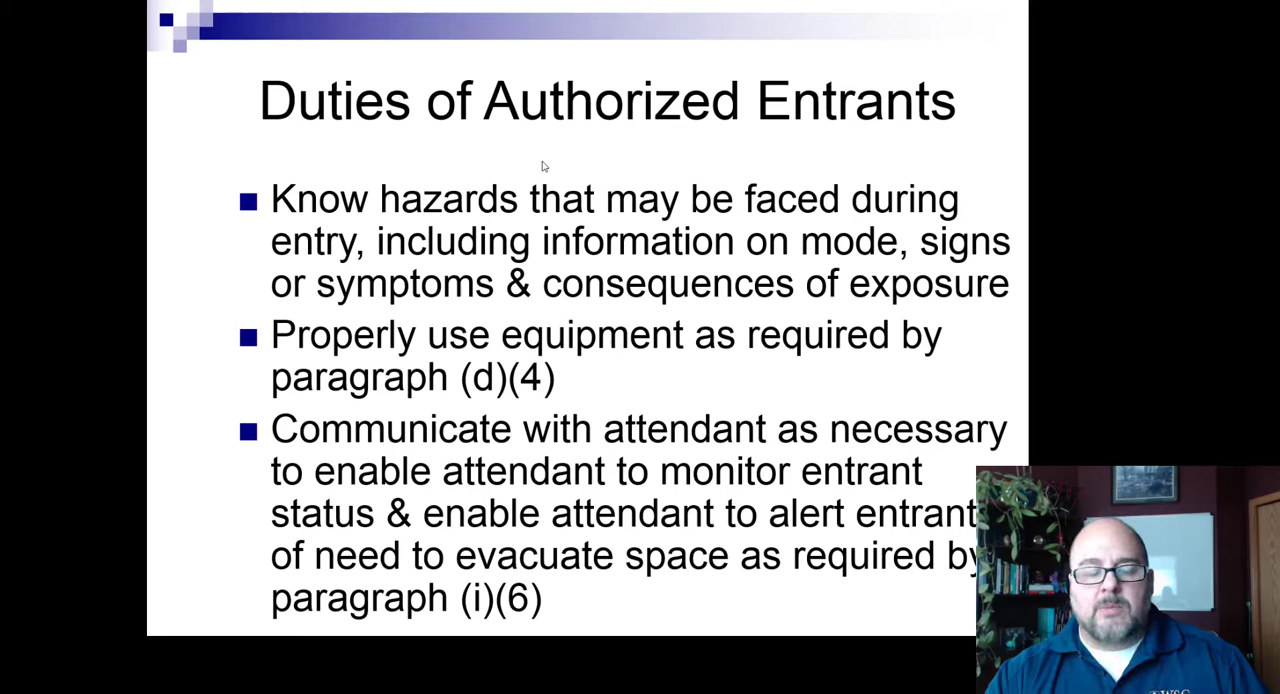 Duties of Authorized Entrants
Know hazards that may be faced during
entry, including information on mode, signs
or symptoms & consequences of exposure
Properly use equipment as required by
paragraph (d)(4)
Communicate with attendant as necessary
to enable attendant to monitor entrant
status & enable attendant to alert entrant
of need to evacuate space as required by
paragraph (i)(6)